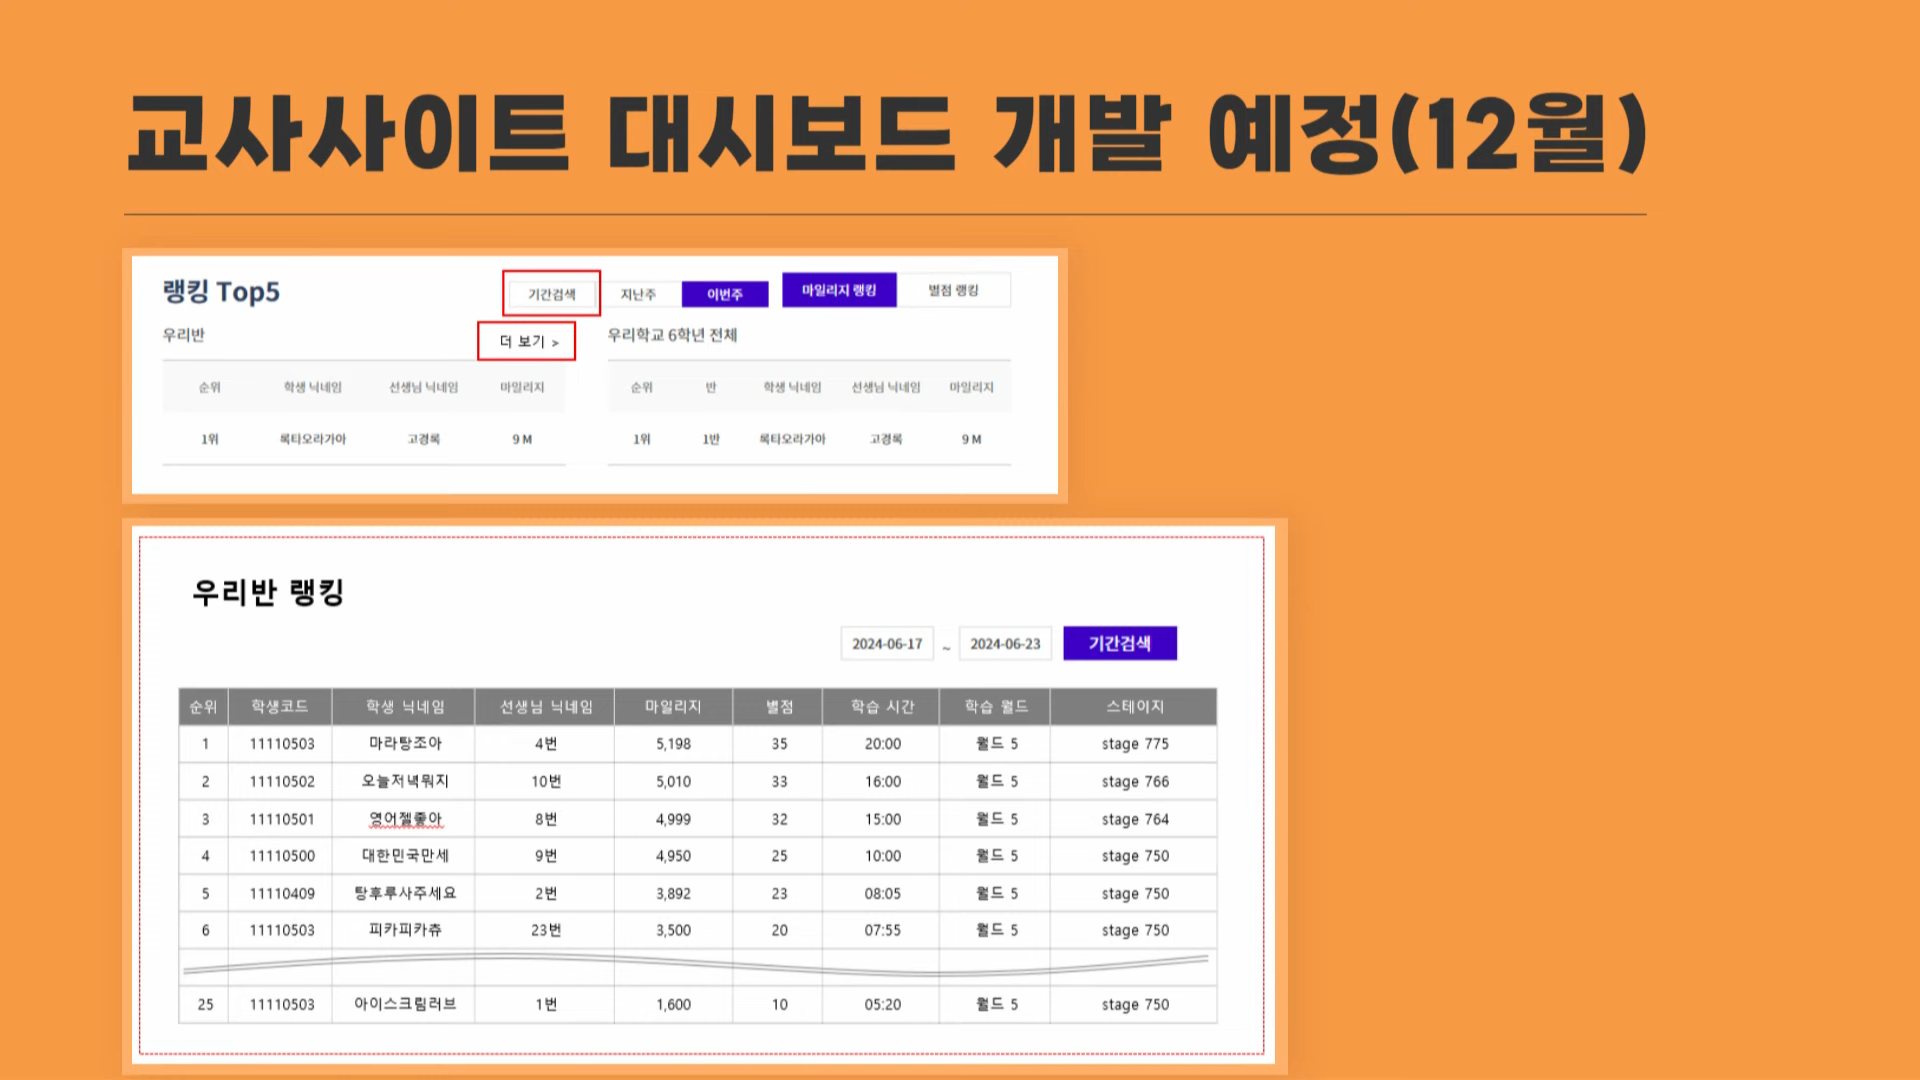 교사사이트 대시보드 개발 예정(12월)
랭킹 Top5
기간검색 지난주 이번주 마일리지 랭킹 별점 랭킹
우리반 더 보기 > 우리학교 6학년 전체
순위 학생 닉네임 선생님 닉네임 마일리지 순위 반 학생 닉네임 선생님 닉네임 마일리지
1위 록타오라가아 고경록 9 M 1위 1반 록타오라가아 고경록 9 M
우리반 랭킹
2024-06-17 ~ 2024-06-23 기간검색
순위 학생코드 학생 닉네임 선생님 닉네임 마일리지 별점 학습 시간 학습 월드 스테이지
1 11110503 마라탕조아 4번 5,198 35 20:00 월드 5 stage 775
2 11110502 오늘저녁뭐지 10번 5,010 33 16:00 월드 5 stage 766
3 11110501 영어젤좋아 8번 4,999 32 15:00 월드 5 stage 764
4 11110500 대한민국만세 9번 4,950 25 10:00 월드 5 stage 750
5 11110409 탕후루사주세요 2번 3,892 23 08:05 월드 5 stage 750
6 11110503 피카피카츄 23번 3,500 20 07:55 월드 5 stage 750
25 11110503 아이스크림러브 1번 1,600 10 05:20 월드 5 stage 750